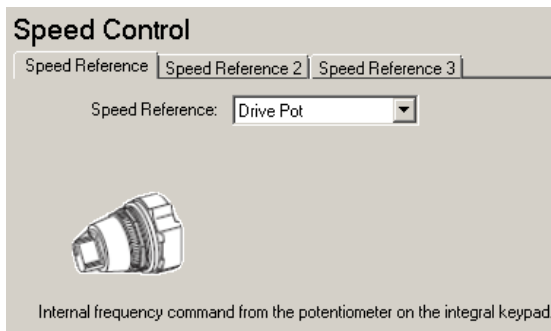 Speed Control
Speed Reference Speed Reference 2 Speed Reference 3
Speed Reference: Drive Pot
Internal frequency command from the potentiometer on the integral keypad